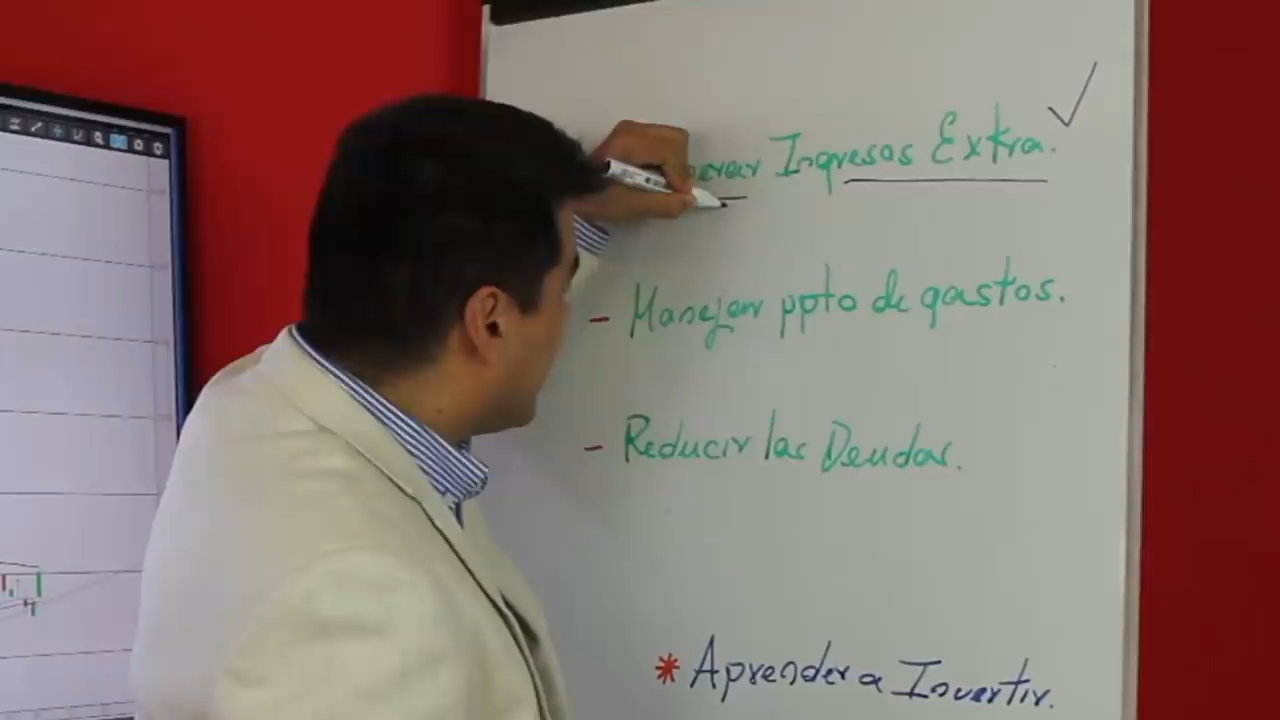 Ingresos Extra.
- Manejar ppto de gastos.
- Reducir las Deudas.
* Aprender a Invertir.